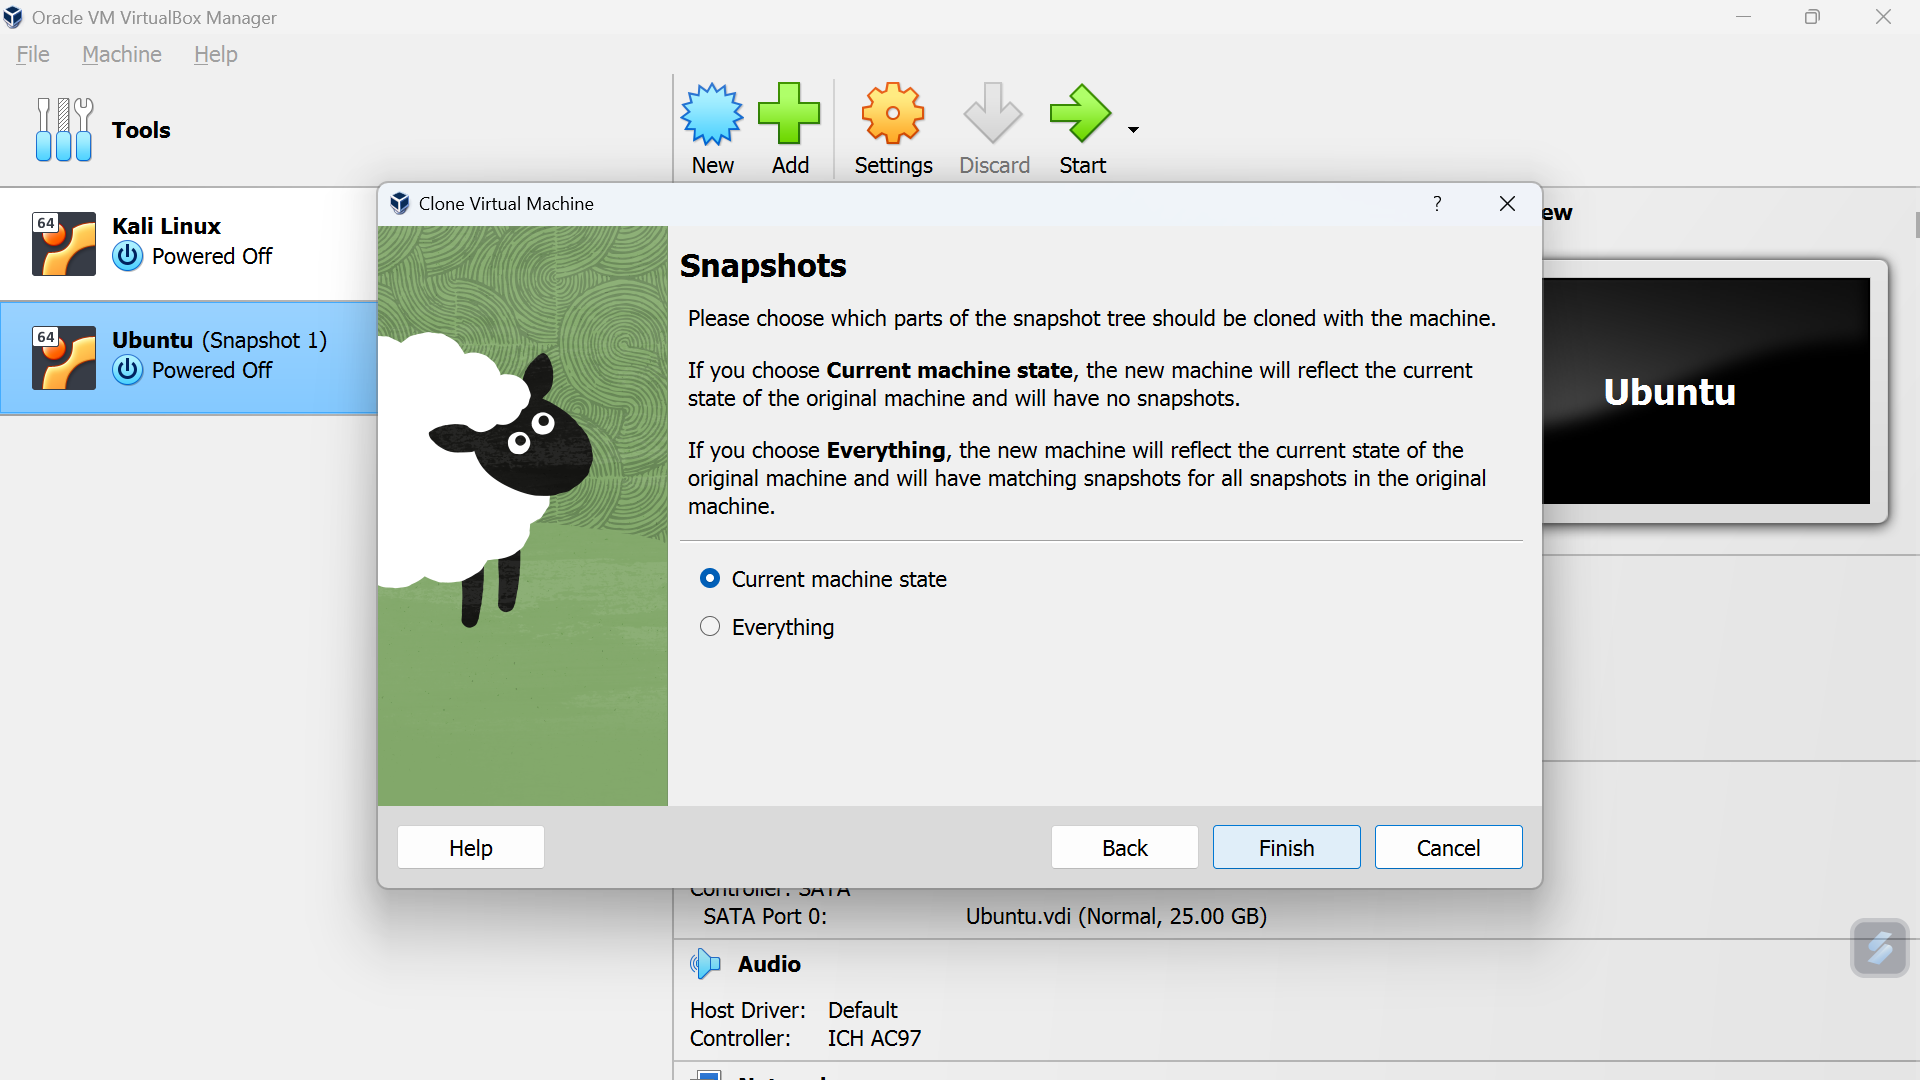 Oracle VM VirtualBox Manager
File Machine Help
Tools
New Add Settings Discard Start
64
Kali Linux
Powered Off
64
Ubuntu (Snapshot 1)
Powered Off
Clone Virtual Machine
?
ew
Ubuntu
Snapshots
Please choose which parts of the snapshot tree should be cloned with the machine.
If you choose Current machine state, the new machine will reflect the current
state of the original machine and will have no snapshots.
If you choose Everything, the new machine will reflect the current state of the
original machine and will have matching snapshots for all snapshots in the original
machine.
Current machine state
Everything
Help Back Finish Cancel
Controller: SATA
SATA Port 0: Ubuntu.vdi (Normal, 25.00 GB)
Audio
Host Driver: Default
Controller: ICH AC97